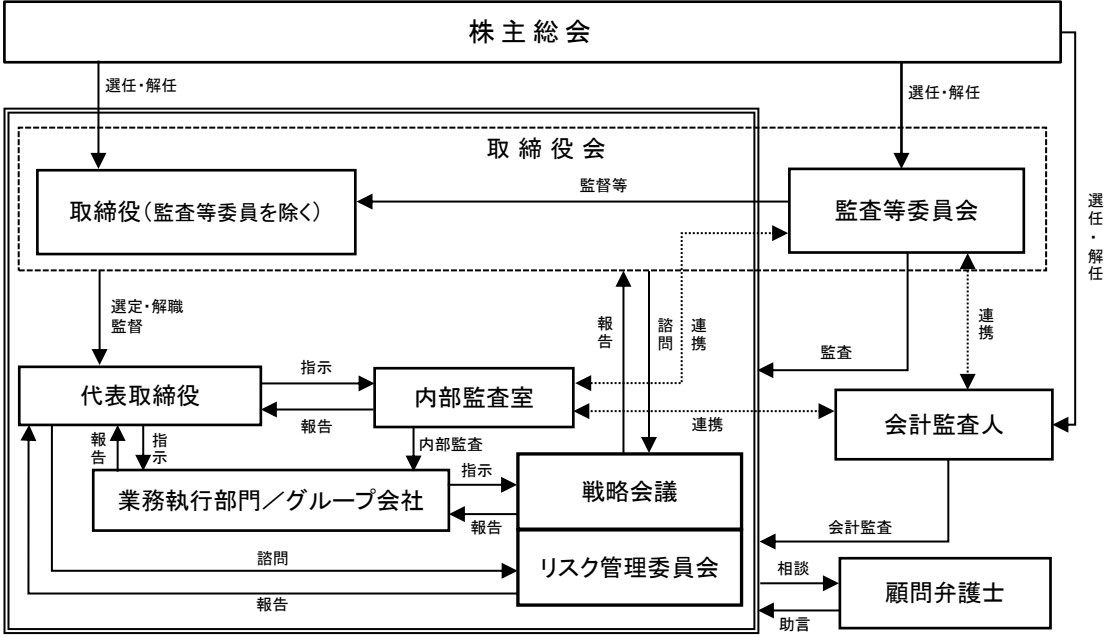 株主総会
選任・解任
選任・解任
選任・解任
取締役会
取締役（監査等委員を除く）
監督等
監査等委員会
選定・解職
監督
報告
諮問
連携
監査
連携
代表取締役
指示
報告
内部監査室
連携
会計監査人
報告
指示
内部監査
業務執行部門／グループ会社
指示
報告
戦略会議
会計監査
諮問
報告
リスク管理委員会
相談
助言
顧問弁護士